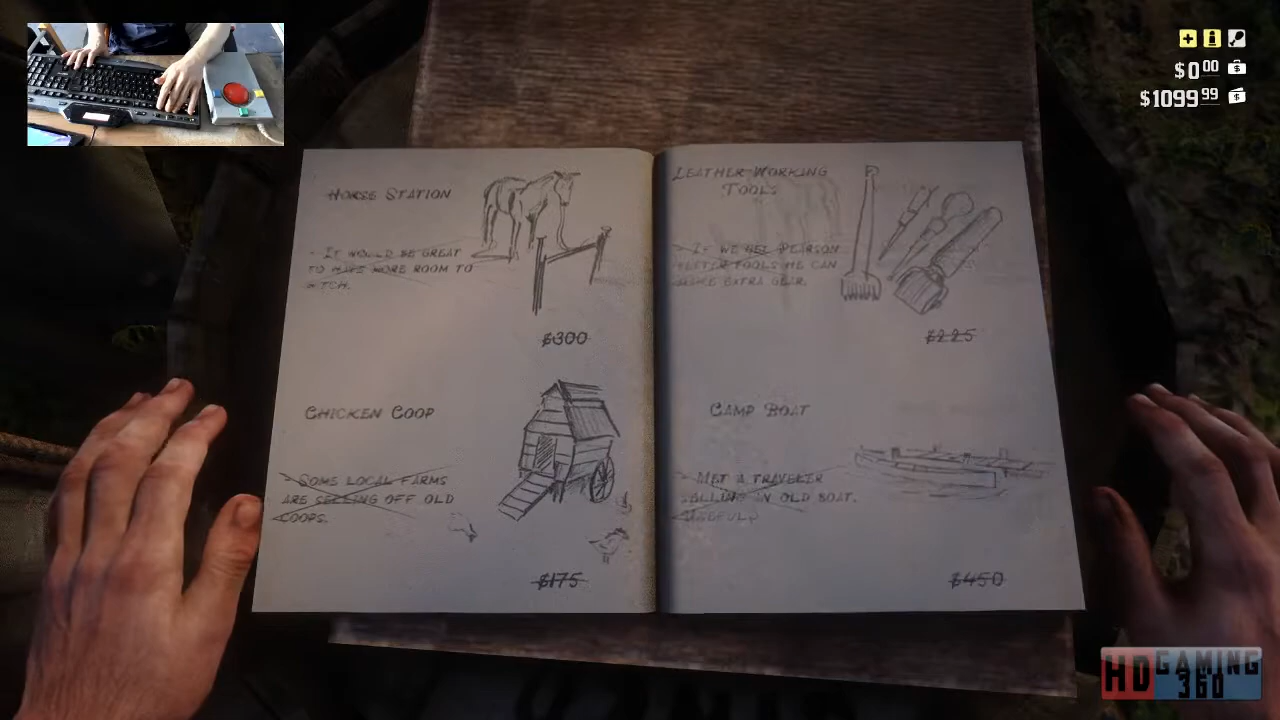 $0.00
$1099.99
HORSE STATION
- IT WOULD BE GREAT
TO HAVE MORE ROOM TO
HITCH.
$300
CHICKEN COOP
- SOME LOCAL FARMS
ARE SELLING OFF OLD
COOPS.
$175
LEATHER WORKING
TOOLS
- IF WE GET PEARSON
BETTER TOOLS HE CAN
MAKE EXTRA GEAR.
$225
CAMP BOAT
- MET A TRAVELER
SELLING AN OLD BOAT.
USEFUL?
$450
HD GAMING
360